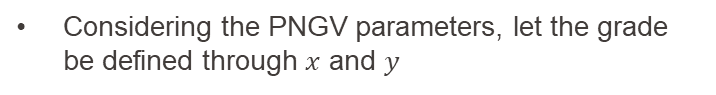 • Considering the PNGV parameters, let the grade
be defined through x and y